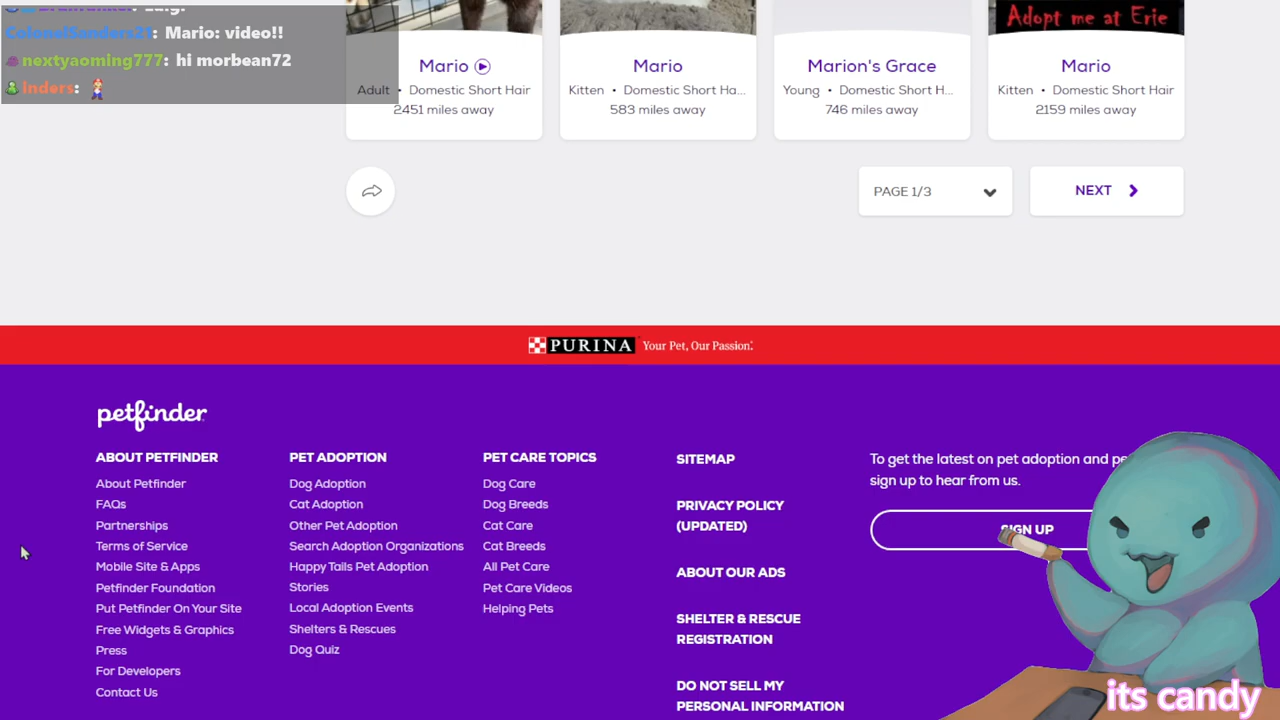 ColonelSanders21: Mario: video!!
nextyaoming777: hi morbean72
Inders:
Adopt me at Erie
Mario
Adult • Domestic Short Hair
2451 miles away
Mario
Kitten • Domestic Short Ha...
583 miles away
Marion's Grace
Young • Domestic Short H...
746 miles away
Mario
Kitten • Domestic Short Hair
2159 miles away
PAGE 1/3
NEXT
PURINA Your Pet, Our Passion.
petfinder
ABOUT PETFINDER
About Petfinder
FAQs
Partnerships
Terms of Service
Mobile Site & Apps
Petfinder Foundation
Put Petfinder On Your Site
Free Widgets & Graphics
Press
For Developers
Contact Us
PET ADOPTION
Dog Adoption
Cat Adoption
Other Pet Adoption
Search Adoption Organizations
Happy Tails Pet Adoption
Stories
Local Adoption Events
Shelters & Rescues
Dog Quiz
PET CARE TOPICS
Dog Care
Dog Breeds
Cat Care
Cat Breeds
All Pet Care
Pet Care Videos
Helping Pets
SITEMAP
PRIVACY POLICY
(UPDATED)
ABOUT OUR ADS
SHELTER & RESCUE
REGISTRATION
DO NOT SELL MY
PERSONAL INFORMATION
To get the latest on pet adoption and pe
sign up to hear from us.
SIGN UP
its candy